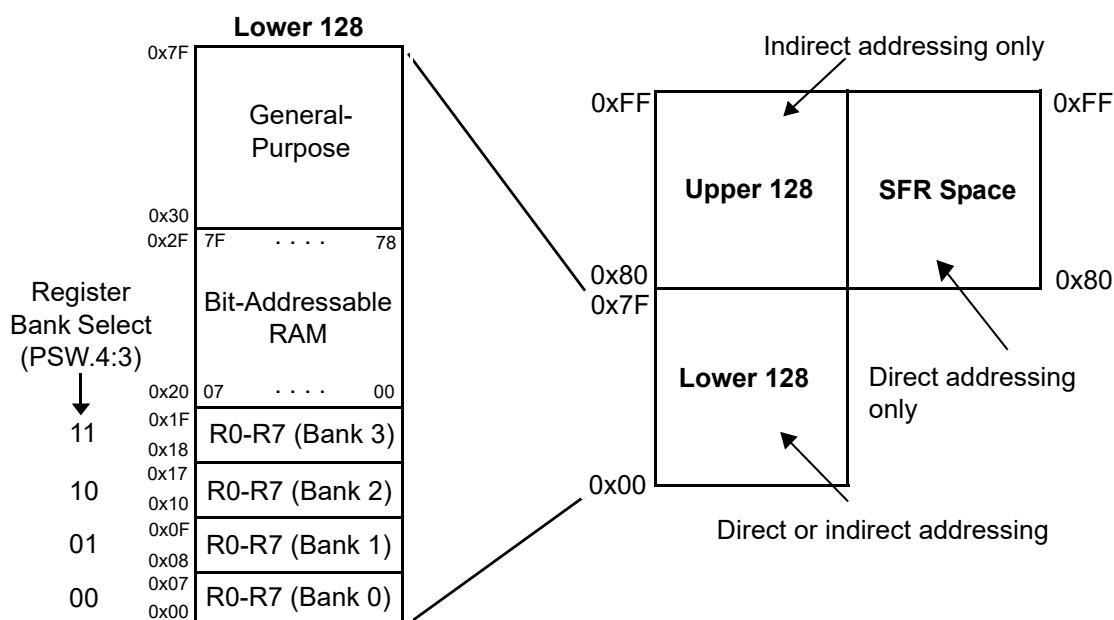 Lower 128
0x7F
General-
Purpose
0x30
0x2F 7F . . . . 78
Bit-Addressable
RAM
0x20 07 . . . . 00
Register
Bank Select
(PSW.4:3)
0x1F
11 R0-R7 (Bank 3)
0x18
0x17
10 R0-R7 (Bank 2)
0x10
0x0F
01 R0-R7 (Bank 1)
0x08
0x07
00 R0-R7 (Bank 0)
0x00
Indirect addressing only
0xFF 0xFF
Upper 128 SFR Space
0x80 0x80
0x7F
Lower 128
Direct addressing
only
0x00
Direct or indirect addressing